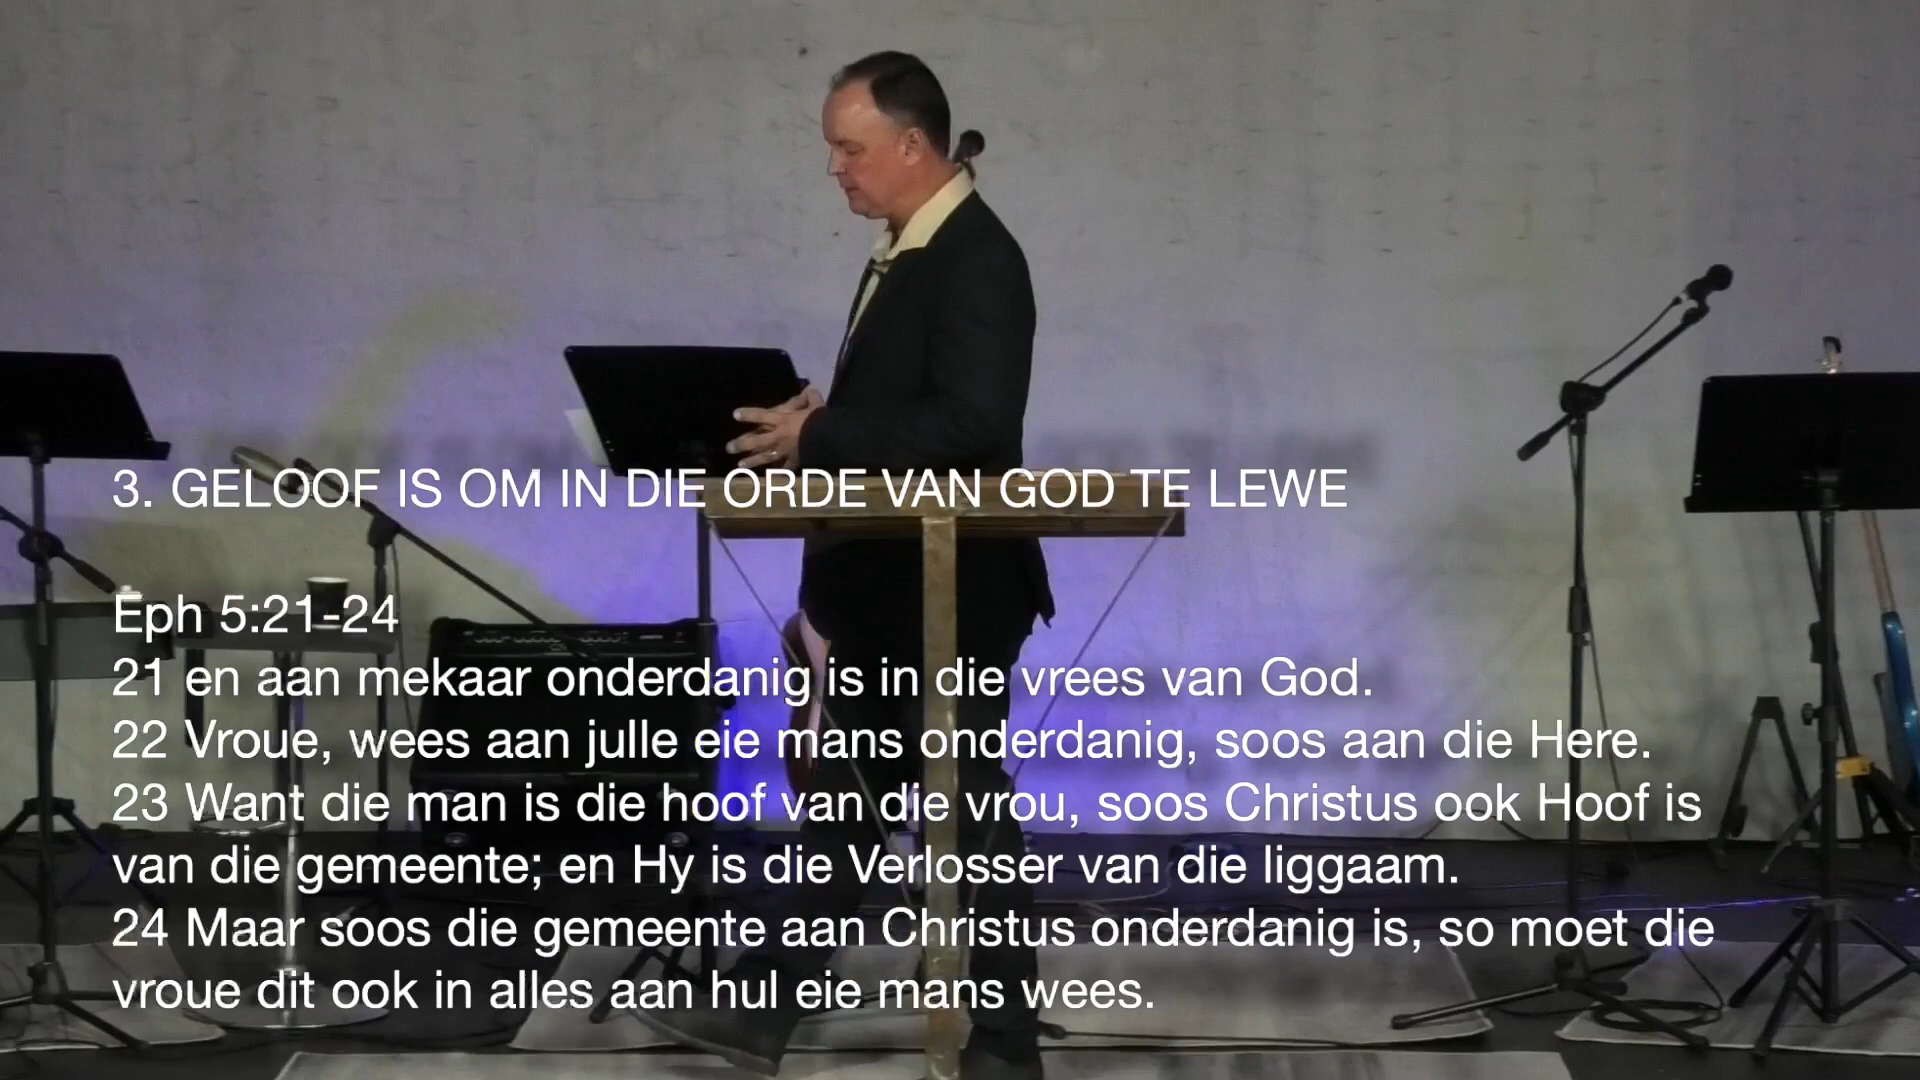 3. GELOOF IS OM IN DIE ORDE VAN GOD TE LEWE
Eph 5:21-24
21 en aan mekaar onderdanig is in die vrees van God.
22 Vroue, wees aan julle eie mans onderdanig, soos aan die Here.
23 Want die man is die hoof van die vrou, soos Christus ook Hoof is
van die gemeente; en Hy is die Verlosser van die liggaam.
24 Maar soos die gemeente aan Christus onderdanig is, so moet die
vroue dit ook in alles aan hul eie mans wees.